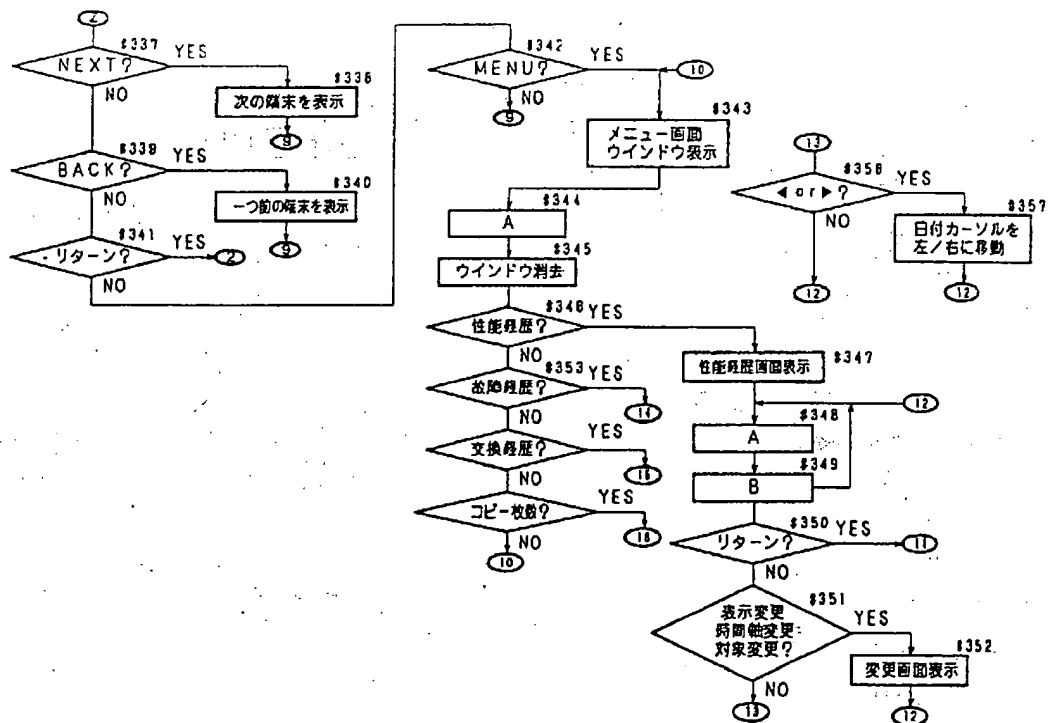 2
$337
NEXT?
YES
$338
NO
次の端末を表示
9
$339
BACK?
YES
$340
NO
一つ前の端末を表示
9
$341
リターン?
YES
2
NO
$342
MENU?
YES
10
NO
9
$343
メニュー画面
ウインドウ表示
$344
A
$345
ウインドウ消去
$346
性能経歴?
YES
NO
$347
性能経歴画面表示
$353
故障経歴?
YES
14
NO
交換経歴?
YES
16
NO
コピー枚数?
YES
18
NO
10
12
$348
A
$349
B
$350
リターン?
YES
11
NO
$351
表示変更
時間軸変更
対象変更?
YES
$352
変更画面表示
12
NO
13
13
$356
◀ or ▶?
YES
$357
日付カーソルを
左/右に移動
12
NO
12